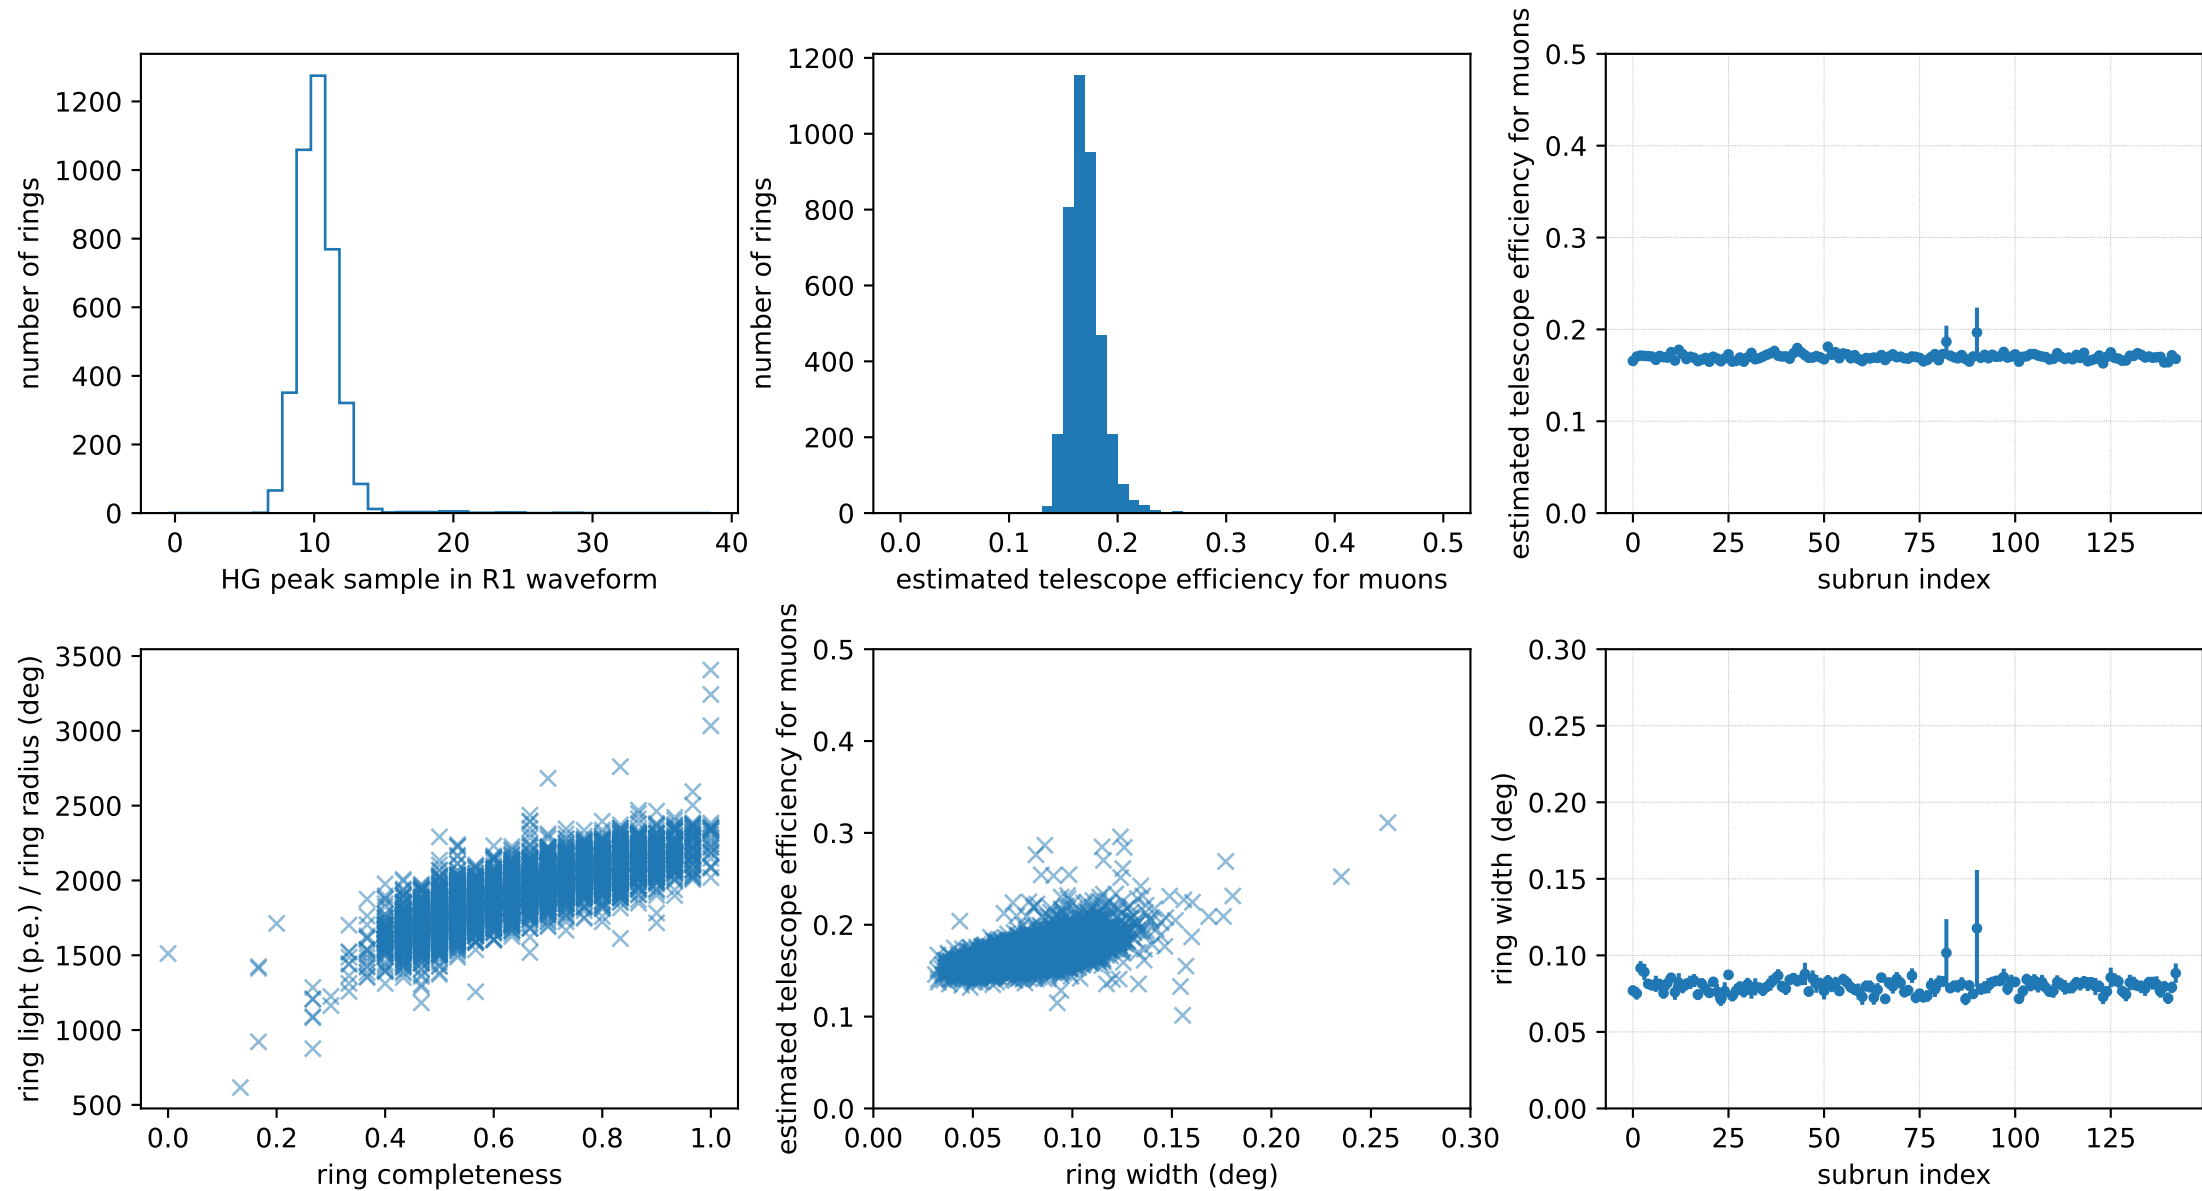 number of rings
1200
1000
800
600
400
200
0
0 10 20 30 40
HG peak sample in R1 waveform
number of rings
1200
1000
800
600
400
200
0
0.0 0.1 0.2 0.3 0.4 0.5
estimated telescope efficiency for muons
estimated telescope efficiency for muons
0.5
0.4
0.3
0.2
0.1
0.0
0 25 50 75 100 125
subrun index
ring light (p.e.) / ring radius (deg)
3500
3000
2500
2000
1500
1000
500
0.0 0.2 0.4 0.6 0.8 1.0
ring completeness
estimated telescope efficiency for muons
0.5
0.4
0.3
0.2
0.1
0.0
0.00 0.05 0.10 0.15 0.20 0.25 0.30
ring width (deg)
ring width (deg)
0.30
0.25
0.20
0.15
0.10
0.05
0.00
0 25 50 75 100 125
subrun index